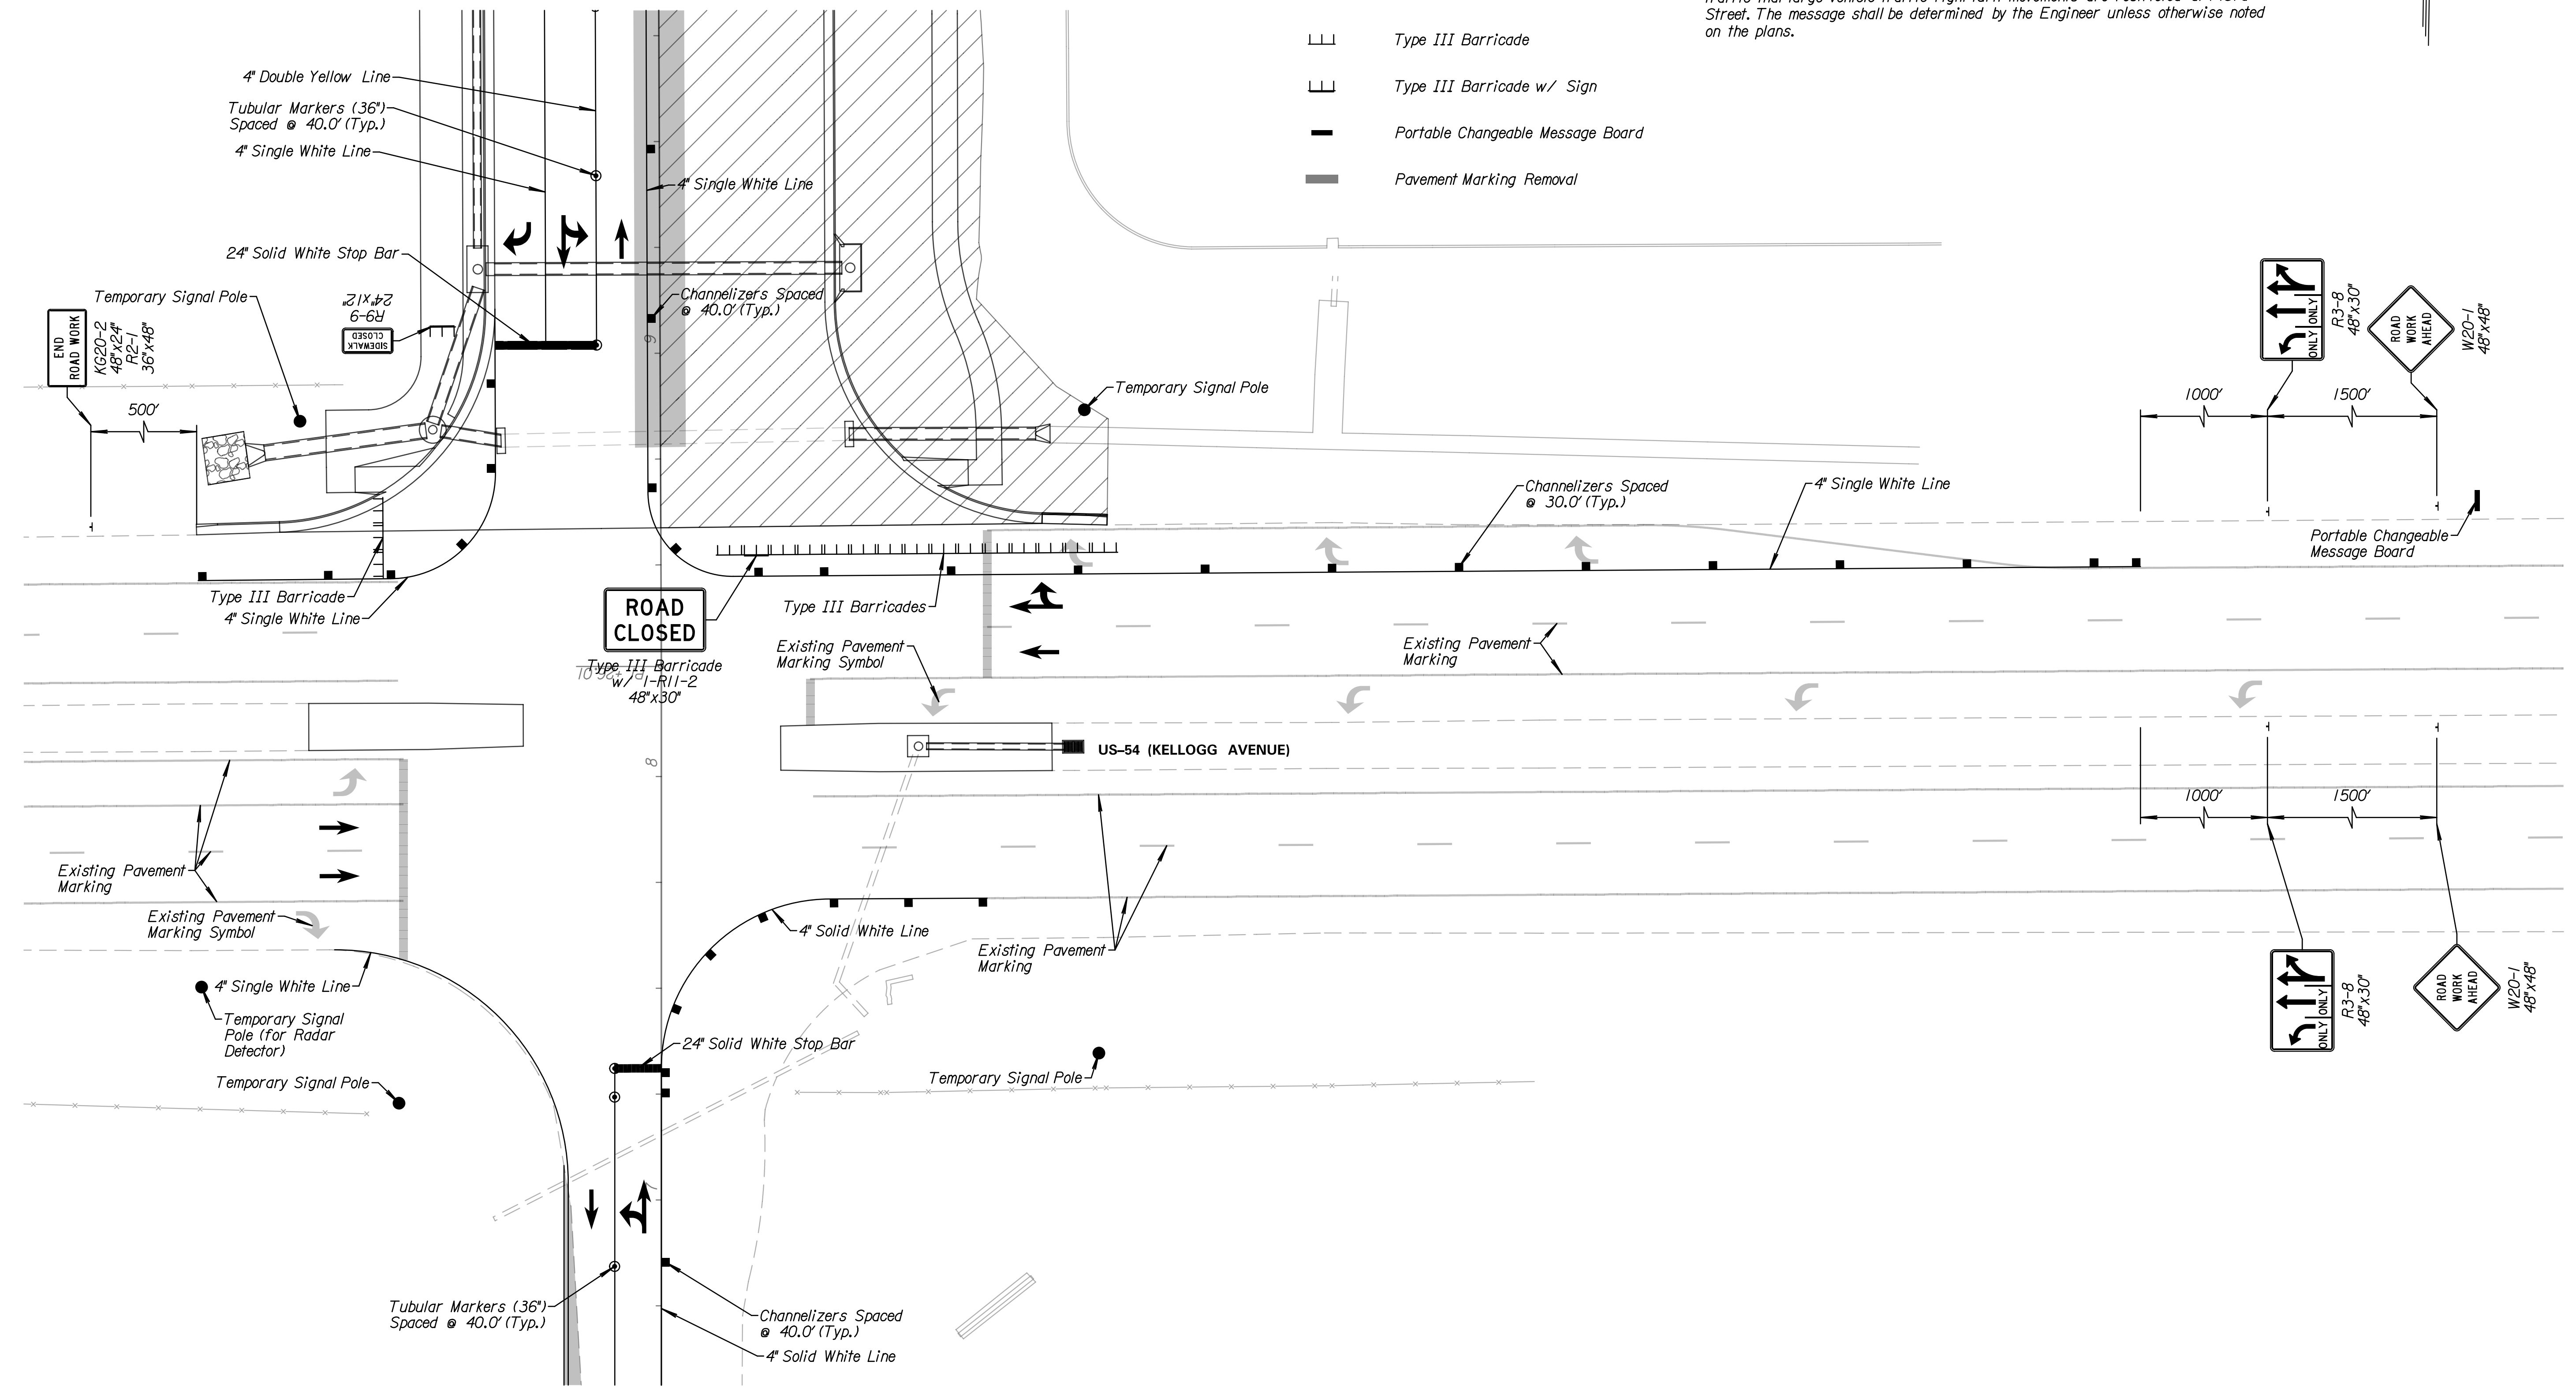 Street. The message shall be determined by the Engineer unless otherwise noted
on the plans.
Type III Barricade
Type III Barricade w/ Sign
Portable Changeable Message Board
Pavement Marking Removal
4" Double Yellow Line
Tubular Markers (36")
Spaced @ 40.0' (Typ.)
4" Single White Line
4" Single White Line
24" Solid White Stop Bar
Temporary Signal Pole
R9-9
24"x12"
SIDEWALK
CLOSED
END
ROAD WORK
KG20-2
48"x24"
R2-1
36"x48"
500'
Channelizers Spaced
@ 40.0' (Typ.)
9
Temporary Signal Pole
ONLY
ONLY
R3-8
48"x30"
ROAD
WORK
AHEAD
W20-1
48"x48"
1000'
1500'
Channelizers Spaced
@ 30.0' (Typ.)
4" Single White Line
Portable Changeable
Message Board
Type III Barricade
4" Single White Line
ROAD
CLOSED
Type III Barricade
w/ 1-R11-2
48"x30"
Type III Barricades
Existing Pavement
Marking Symbol
Existing Pavement
Marking
8
US-54 (KELLOGG AVENUE)
1000'
1500'
Existing Pavement
Marking
Existing Pavement
Marking Symbol
4" Solid White Line
Existing Pavement
Marking
4" Single White Line
Temporary Signal
Pole (for Radar
Detector)
Temporary Signal Pole
24" Solid White Stop Bar
Temporary Signal Pole
ONLY
ONLY
R3-8
48"x30"
ROAD
WORK
AHEAD
W20-1
48"x48"
7
Tubular Markers (36")
Spaced @ 40.0' (Typ.)
Channelizers Spaced
@ 40.0' (Typ.)
4" Solid White Line